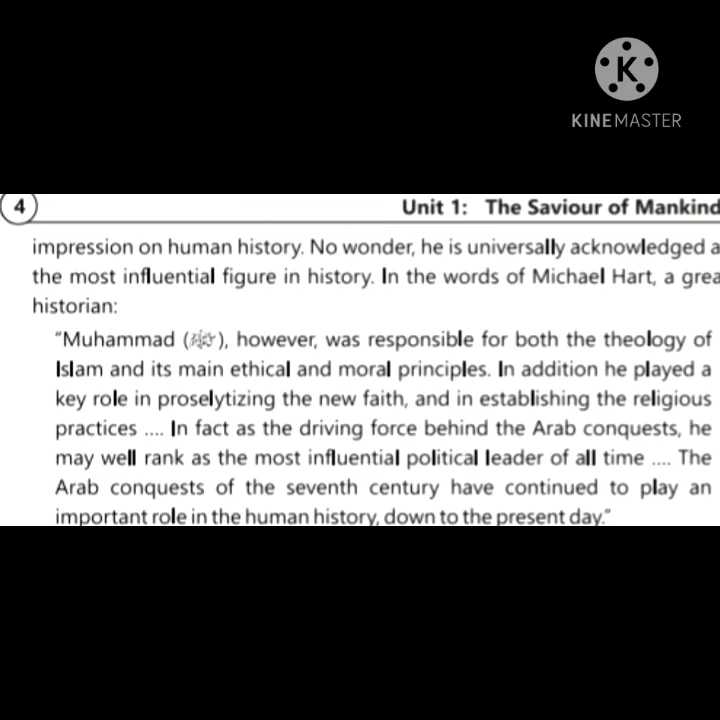 K
KINEMASTER
4
Unit 1: The Saviour of Mankind
impression on human history. No wonder, he is universally acknowledged a
the most influential figure in history. In the words of Michael Hart, a grea
historian:
“Muhammad (ﷺ), however, was responsible for both the theology of
Islam and its main ethical and moral principles. In addition he played a
key role in proselytizing the new faith, and in establishing the religious
practices .... In fact as the driving force behind the Arab conquests, he
may well rank as the most influential political leader of all time .... The
Arab conquests of the seventh century have continued to play an
important role in the human history, down to the present day.”